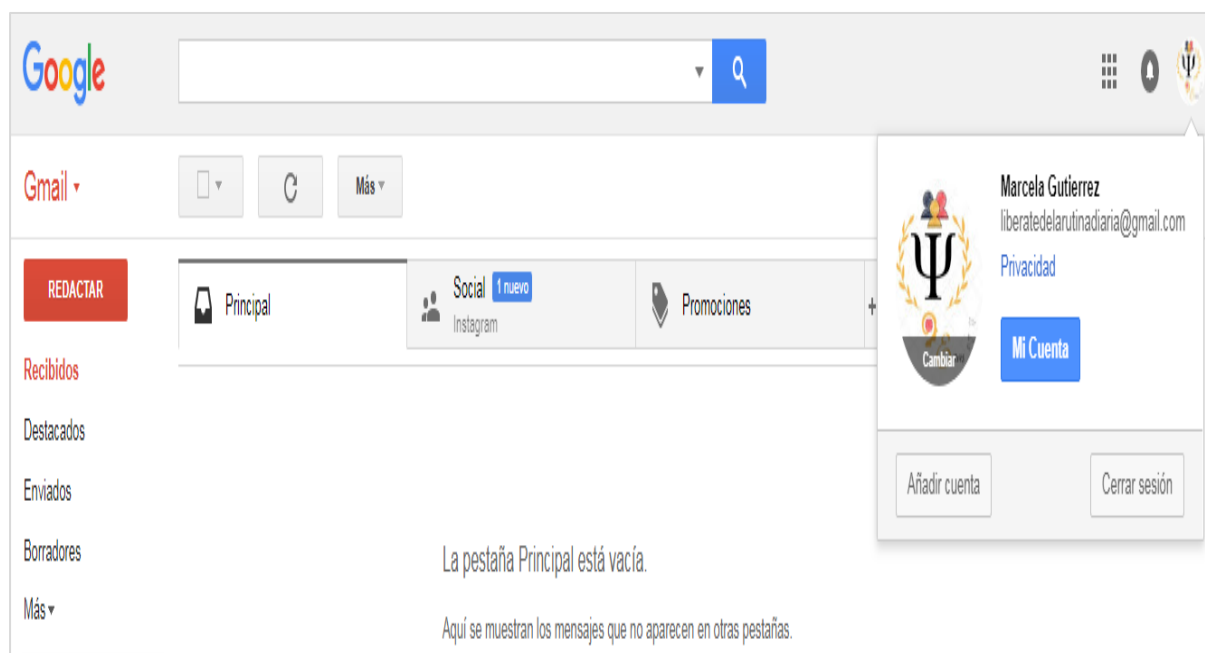 Google
Gmail
Más
Marcela Gutierrez
liberatedelarutinadiaria@gmail.com
Privacidad
Mi Cuenta
Cambiar
Añadir cuenta
Cerrar sesión
REDACTAR
Principal
Social 1 nuevo
Instagram
Promociones
+
Recibidos
Destacados
Enviados
Borradores
Más
La pestaña Principal está vacía.
Aquí se muestran los mensajes que no aparecen en otras pestañas.
Ψ